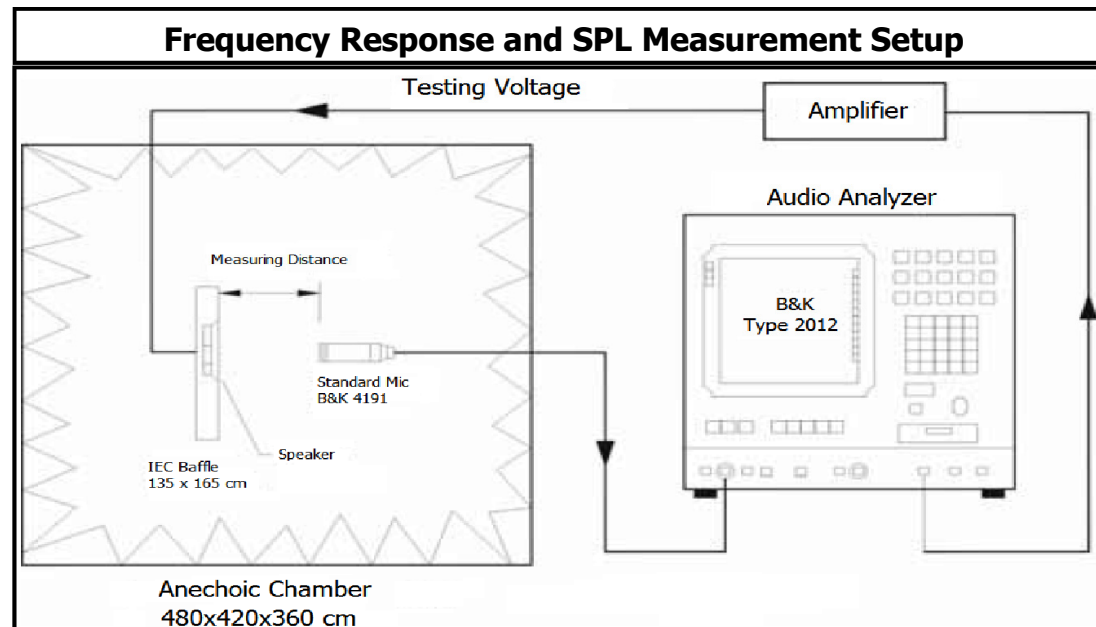 Frequency Response and SPL Measurement Setup
Testing Voltage
Amplifier
Audio Analyzer
Measuring Distance
B&K
Type 2012
Standard Mic
B&K 4191
Speaker
IEC Baffle
135 x 165 cm
Anechoic Chamber
480x420x360 cm